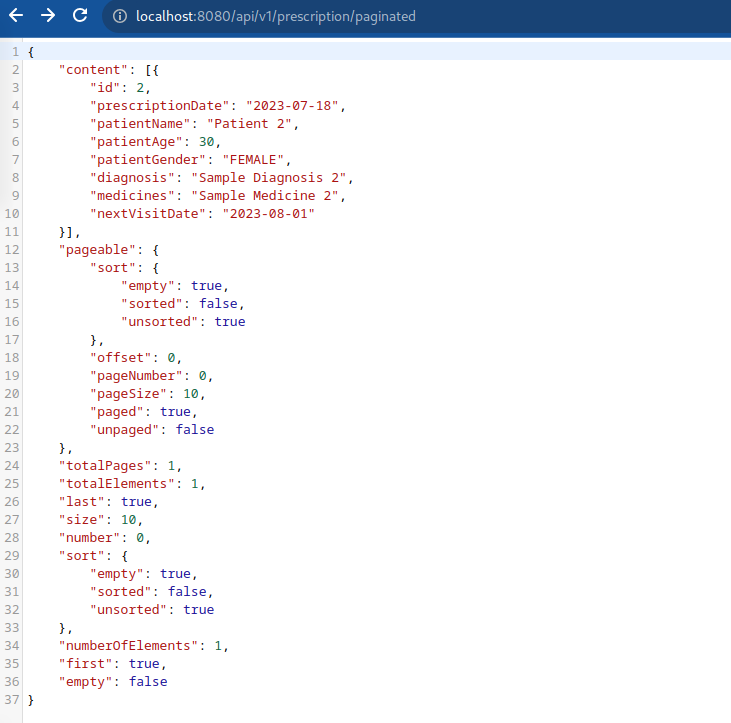 localhost:8080/api/v1/prescription/paginated
1 {
2     "content": [{
3         "id": 2,
4         "prescriptionDate": "2023-07-18",
5         "patientName": "Patient 2",
6         "patientAge": 30,
7         "patientGender": "FEMALE",
8         "diagnosis": "Sample Diagnosis 2",
9         "medicines": "Sample Medicine 2",
10         "nextVisitDate": "2023-08-01"
11     }],
12     "pageable": {
13         "sort": {
14             "empty": true,
15             "sorted": false,
16             "unsorted": true
17         },
18         "offset": 0,
19         "pageNumber": 0,
20         "pageSize": 10,
21         "paged": true,
22         "unpaged": false
23     },
24     "totalPages": 1,
25     "totalElements": 1,
26     "last": true,
27     "size": 10,
28     "number": 0,
29     "sort": {
30         "empty": true,
31         "sorted": false,
32         "unsorted": true
33     },
34     "numberOfElements": 1,
35     "first": true,
36     "empty": false
37 }